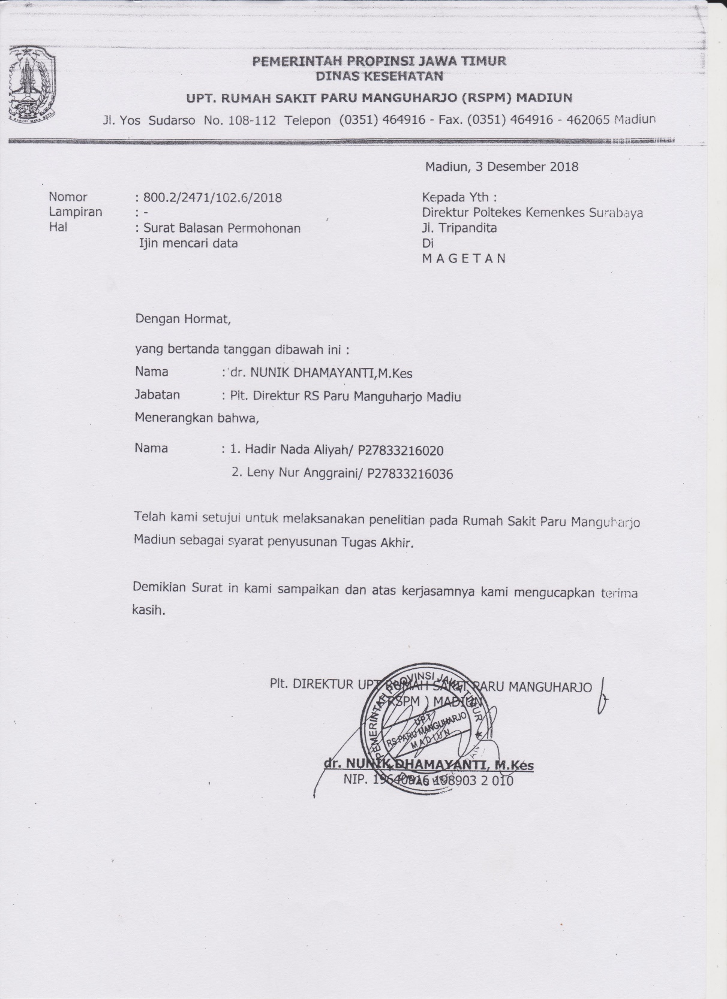 PEMERINTAH PROPINSI JAWA TIMUR
DINAS KESEHATAN
UPT. RUMAH SAKIT PARU MANGUHARJO (RSPM) MADIUN
Jl. Yos Sudarso No. 108-112 Telepon (0351) 464916 - Fax. (0351) 464916 - 462065 Madiun
Madiun, 3 Desember 2018
Nomor : 800.2/2471/102.6/2018
Lampiran : -
Hal : Surat Balasan Permohonan
Ijin mencari data
Kepada Yth :
Direktur Poltekes Kemenkes Surabaya
Jl. Tripandita
Di
M A G E T A N
Dengan Hormat,
yang bertanda tanggan dibawah ini :
Nama : dr. NUNIK DHAMAYANTI,M.Kes
Jabatan : Plt. Direktur RS Paru Manguharjo Madiu
Menerangkan bahwa,
Nama : 1. Hadir Nada Aliyah/ P27833216020
2. Leny Nur Anggraini/ P27833216036
Telah kami setujui untuk melaksanakan penelitian pada Rumah Sakit Paru Manguharjo
Madiun sebagai syarat penyusunan Tugas Akhir.
Demikian Surat in kami sampaikan dan atas kerjasamnya kami mengucapkan terima
kasih.
Plt. DIREKTUR UPT RUMAH SAKIT PARU MANGUHARJO
( RSPM ) MADIUN
PEMERINTAH PROVINSI JAWA TIMUR
UPT
RS PARU MANGUHARJO
MADIUN
DINAS KESEHATAN
dr. NUNIK DHAMAYANTI, M.Kes
NIP. 198903 2 010